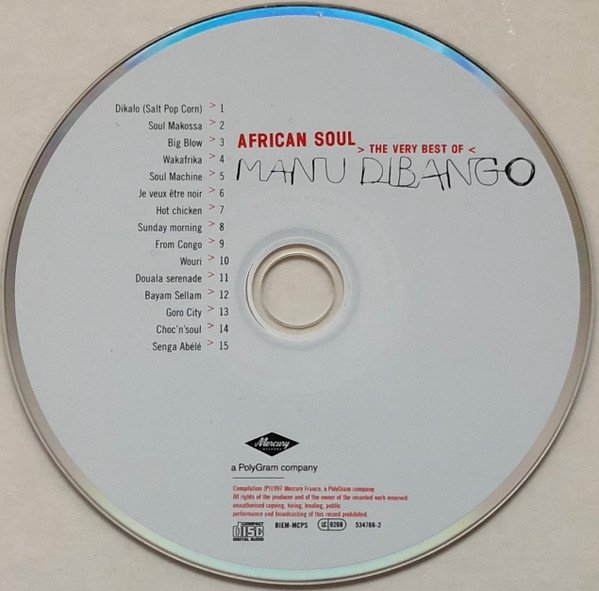 Dikalo (Salt Pop Corn) > 1
Soul Makossa > 2
Big Blow > 3
Wakafrika > 4
Soul Machine > 5
Je veux être noir > 6
Hot chicken > 7
Sunday morning > 8
From Congo > 9
Wouri > 10
Douala serenade > 11
Bayam Sellam > 12
Goro City > 13
Choc'n'soul > 14
Senga Abélé > 15
AFRICAN SOUL
> THE VERY BEST OF <
MANU DIBANGO
Mercury
RECORDS
a PolyGram company
Compilation (P)1997 Mercury France, a PolyGram company.
All rights of the producer and of the owner of the recorded work reserved.
unauthorised copying, hiring, lending, public
performance and broadcasting of this record prohibited.
COMPACT disc DIGITAL AUDIO
BIEM-MCPS
LC 0268
534766-2